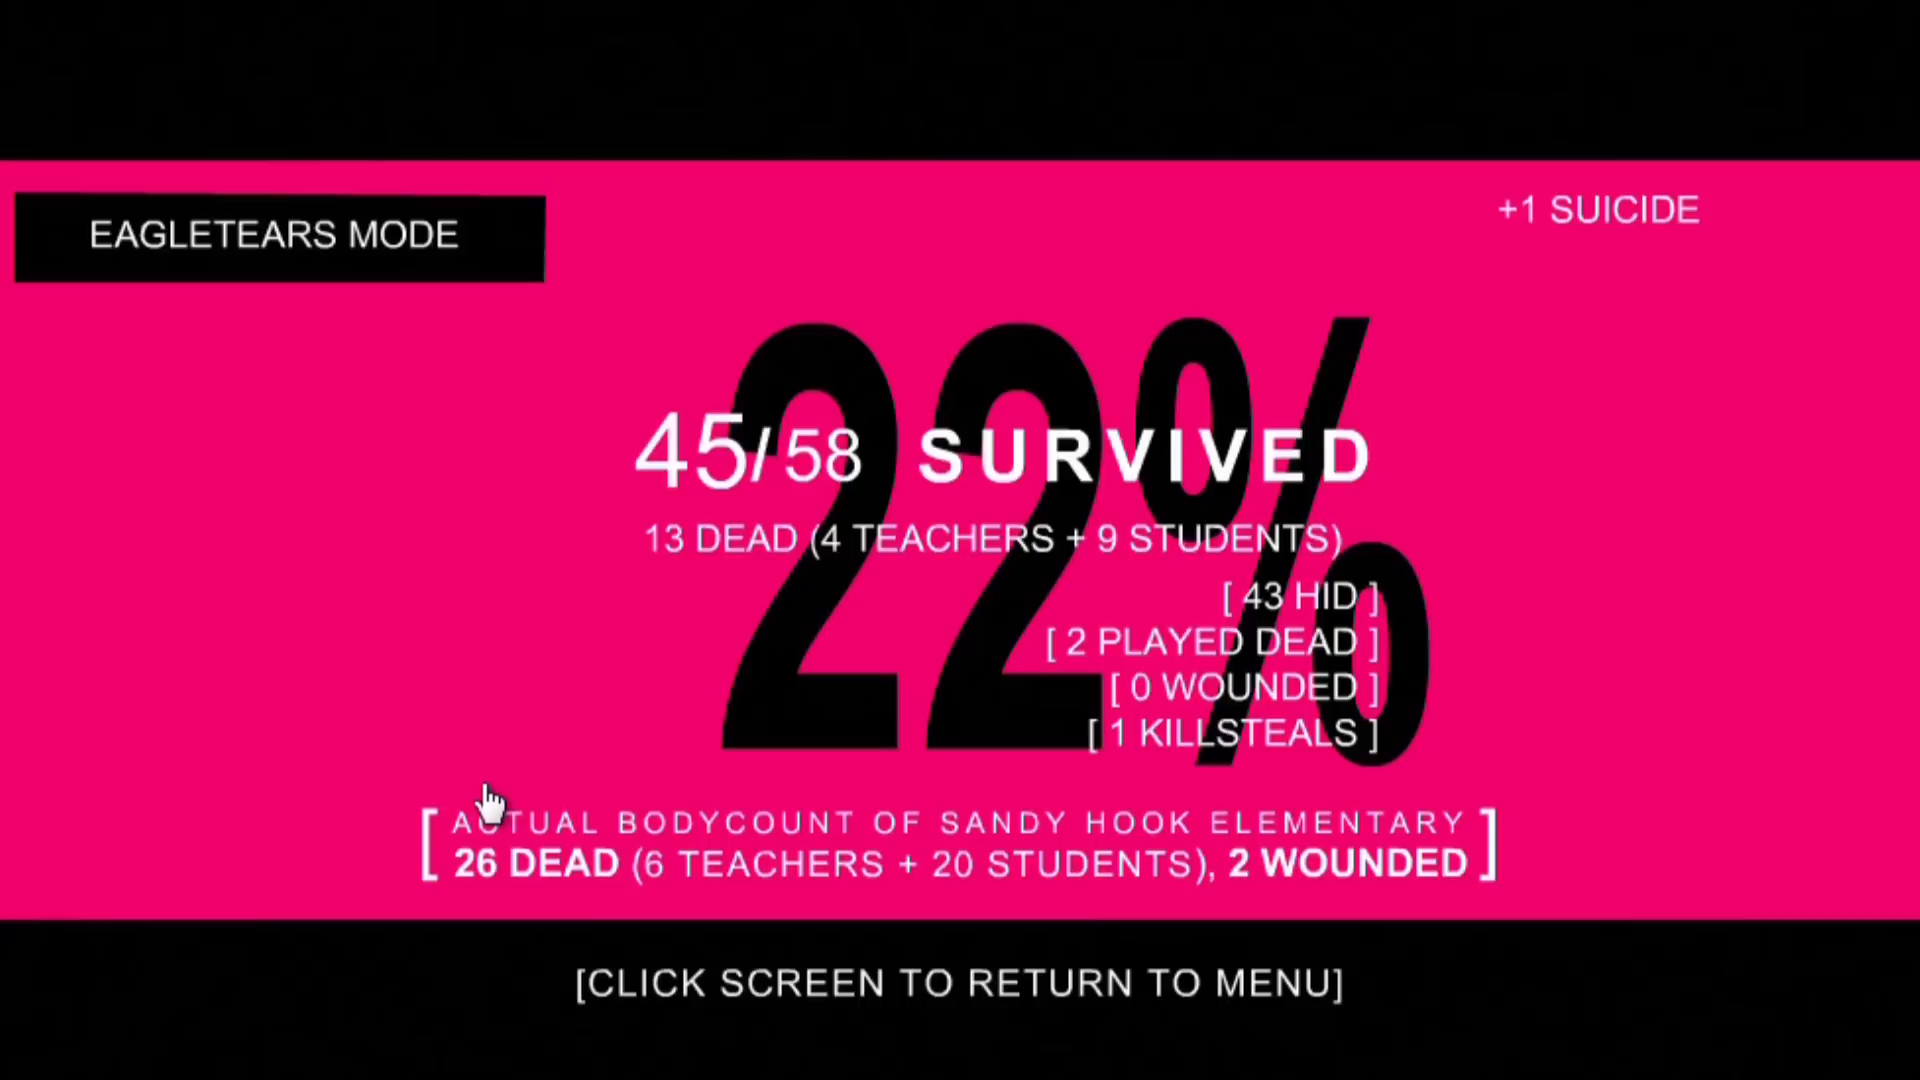 EAGLETEARS MODE
+1 SUICIDE
22%
45/58 SURVIVED
13 DEAD (4 TEACHERS + 9 STUDENTS)
[ 43 HID ]
[ 2 PLAYED DEAD ]
[ 0 WOUNDED ]
[ 1 KILLSTEALS ]
[ ACTUAL BODYCOUNT OF SANDY HOOK ELEMENTARY
26 DEAD (6 TEACHERS + 20 STUDENTS), 2 WOUNDED ]
[CLICK SCREEN TO RETURN TO MENU]